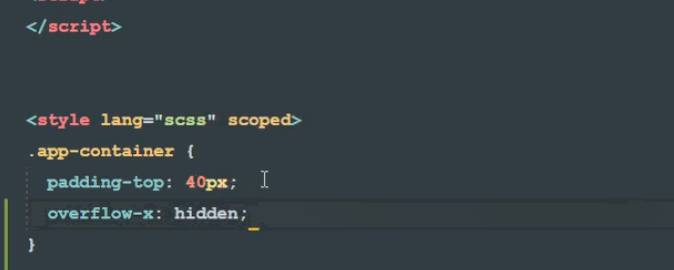 </script>
<style lang="scss" scoped>
.app-container {
padding-top: 40px;
overflow-x: hidden;
}